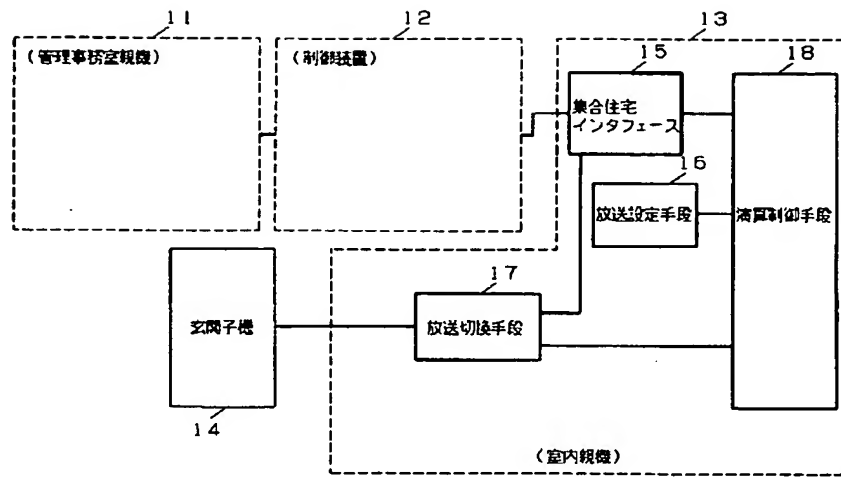 11
12
13
(管理事務室親機)
(制御装置)
15
18
集合住宅
インタフェース
16
放送設定手段
演算制御手段
17
玄関子機
放送切換手段
14
(室内親機)